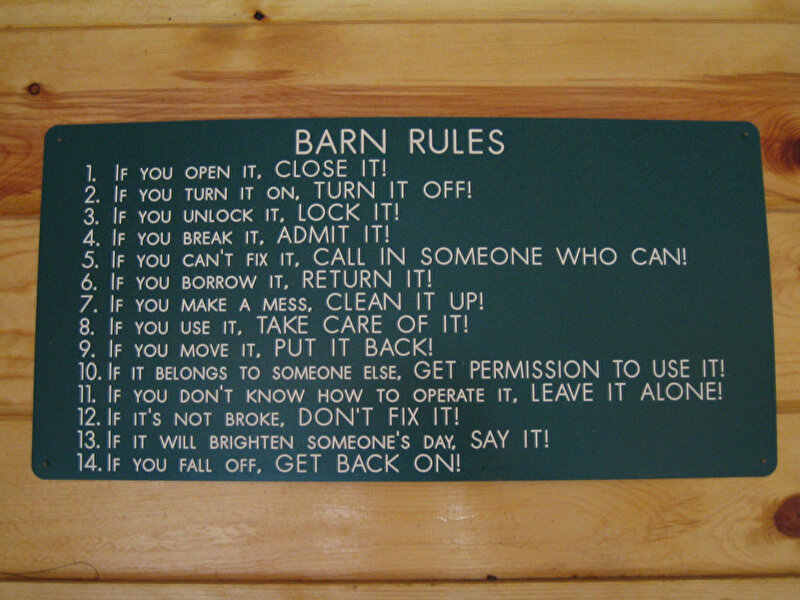 BARN RULES
1. IF YOU OPEN IT, CLOSE IT!
2. IF YOU TURN IT ON, TURN IT OFF!
3. IF YOU UNLOCK IT, LOCK IT!
4. IF YOU BREAK IT, ADMIT IT!
5. IF YOU CAN'T FIX IT, CALL IN SOMEONE WHO CAN!
6. IF YOU BORROW IT, RETURN IT!
7. IF YOU MAKE A MESS, CLEAN IT UP!
8. IF YOU USE IT, TAKE CARE OF IT!
9. IF YOU MOVE IT, PUT IT BACK!
10. IF IT BELONGS TO SOMEONE ELSE, GET PERMISSION TO USE IT!
11. IF YOU DON'T KNOW HOW TO OPERATE IT, LEAVE IT ALONE!
12. IF IT'S NOT BROKE, DON'T FIX IT!
13. IF IT WILL BRIGHTEN SOMEONE'S DAY, SAY IT!
14. IF YOU FALL OFF, GET BACK ON!